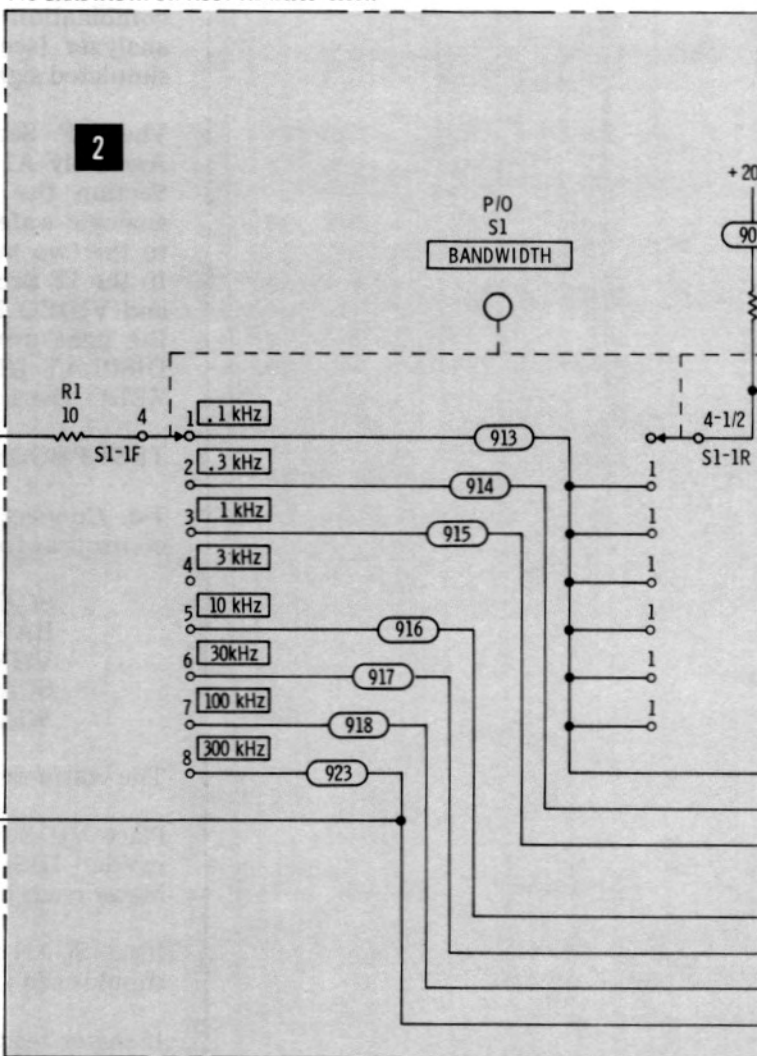 2
P/O
S1
BANDWIDTH
+20
90
R1
10
4
S1-1F
1 .1 kHz
913
4-1/2
S1-1R
2 .3 kHz
914
1
3 1 kHz
915
1
4 3 kHz
1
5 10 kHz
916
1
6 30kHz
917
1
7 100 kHz
918
1
8 300 kHz
923